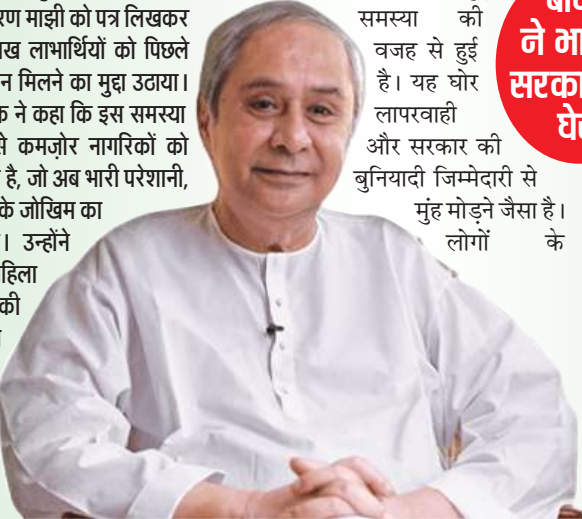 रण माझी को पत्र लिखकर
लाभार्थियों को पिछले
न मिलने का मुद्दा उठाया।
ने कहा कि इस समस्या
से कमज़ोर नागरिकों को
है, जो अब भारी परेशानी,
के जोखिम का
। उन्होंने
हिला
की
समस्या की
वजह से हुई
है। यह घोर
लापरवाही
और सरकार की
बुनियादी जिम्मेदारी से
मुंह मोड़ने जैसा है।
लोगों के
ने भा
सरका
घे